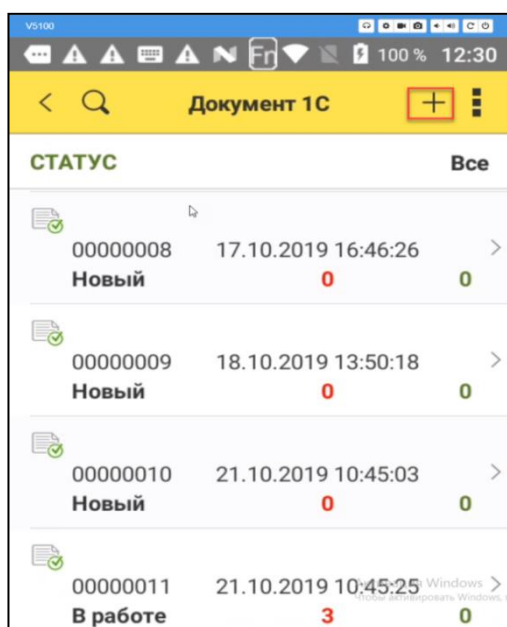 V5100
Fn 100 % 12:30
Документ 1С
СТАТУС Все
00000008 17.10.2019 16:46:26
Новый 0 0
00000009 18.10.2019 13:50:18
Новый 0 0
00000010 21.10.2019 10:45:03
Новый 0 0
00000011 21.10.2019 10:45:25 Windows
В работе 3 0